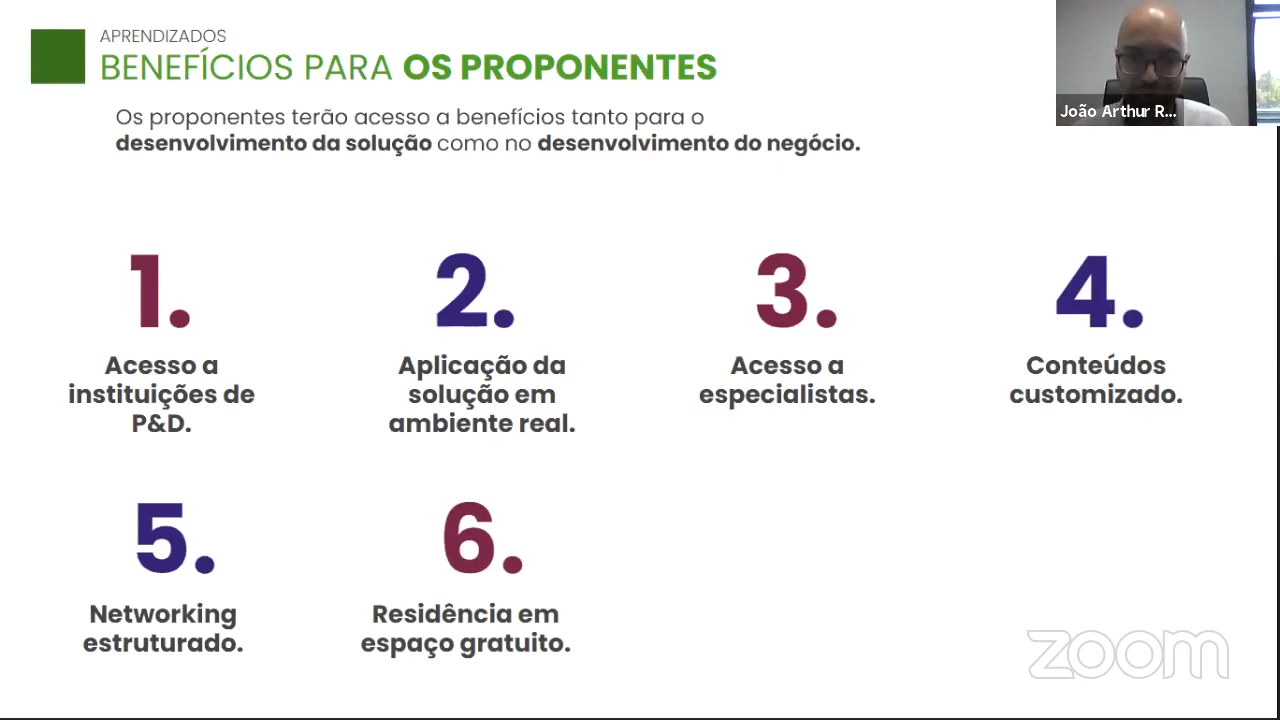 APRENDIZADOS
BENEFÍCIOS PARA OS PROPONENTES
João Arthur R...
Os proponentes terão acesso a benefícios tanto para o
desenvolvimento da solução como no desenvolvimento do negócio.
1.
Acesso a
instituições de
P&D.
2.
Aplicação da
solução em
ambiente real.
3.
Acesso a
especialistas.
4.
Conteúdos
customizado.
5.
Networking
estruturado.
6.
Residência em
espaço gratuito.
zoom